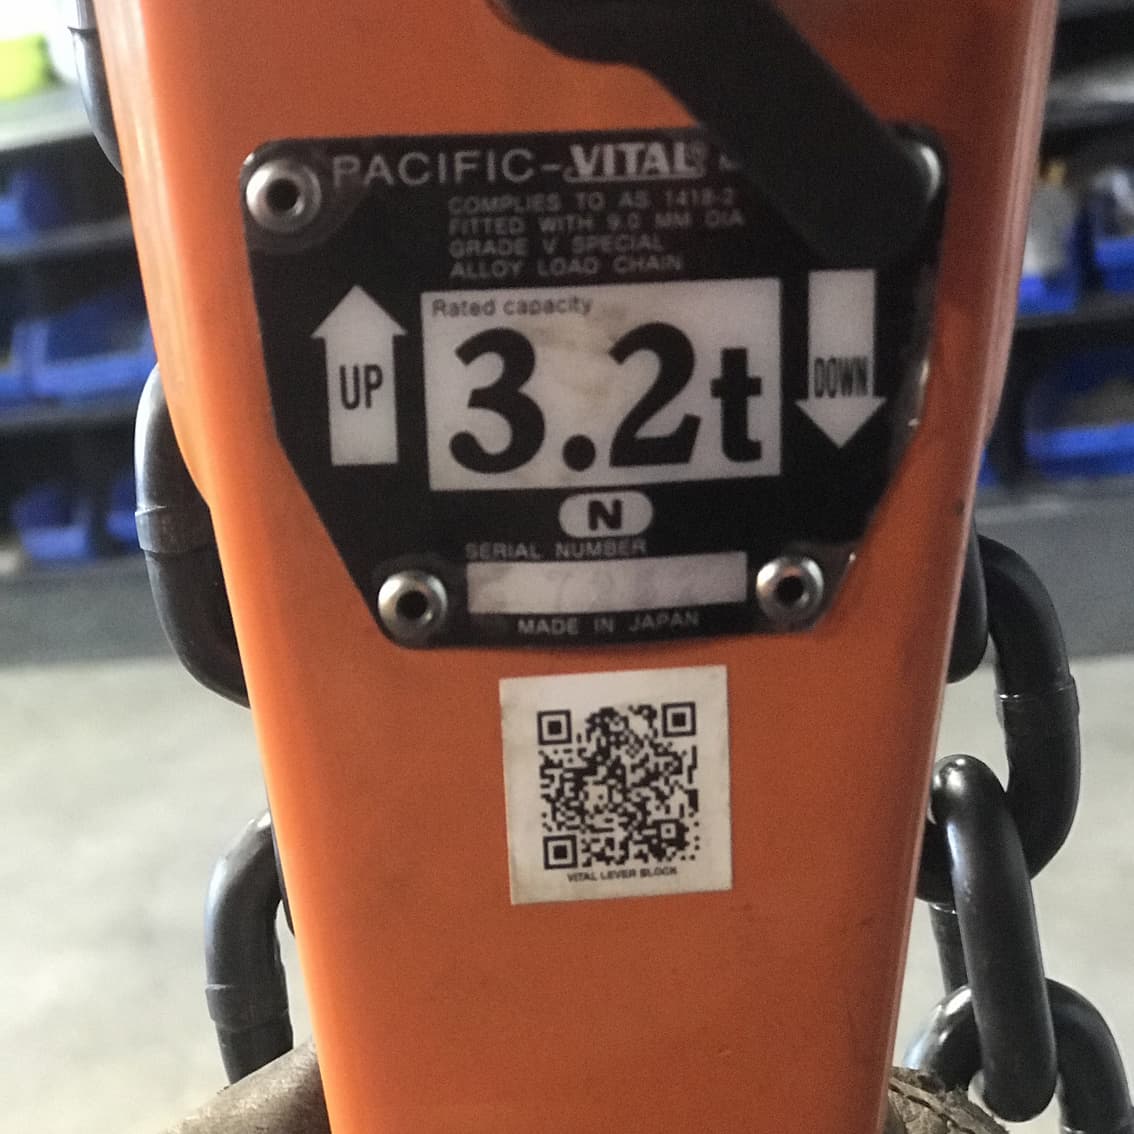 PACIFIC-VITAL
COMPLIES TO AS 1418-2
FITTED WITH 9.0 MM DIA
GRADE V SPECIAL
ALLOY LOAD CHAIN
UP
Rated capacity
3.2t
DOWN
N
SERIAL NUMBER
MADE IN JAPAN
VITAL LEVER BLOCK